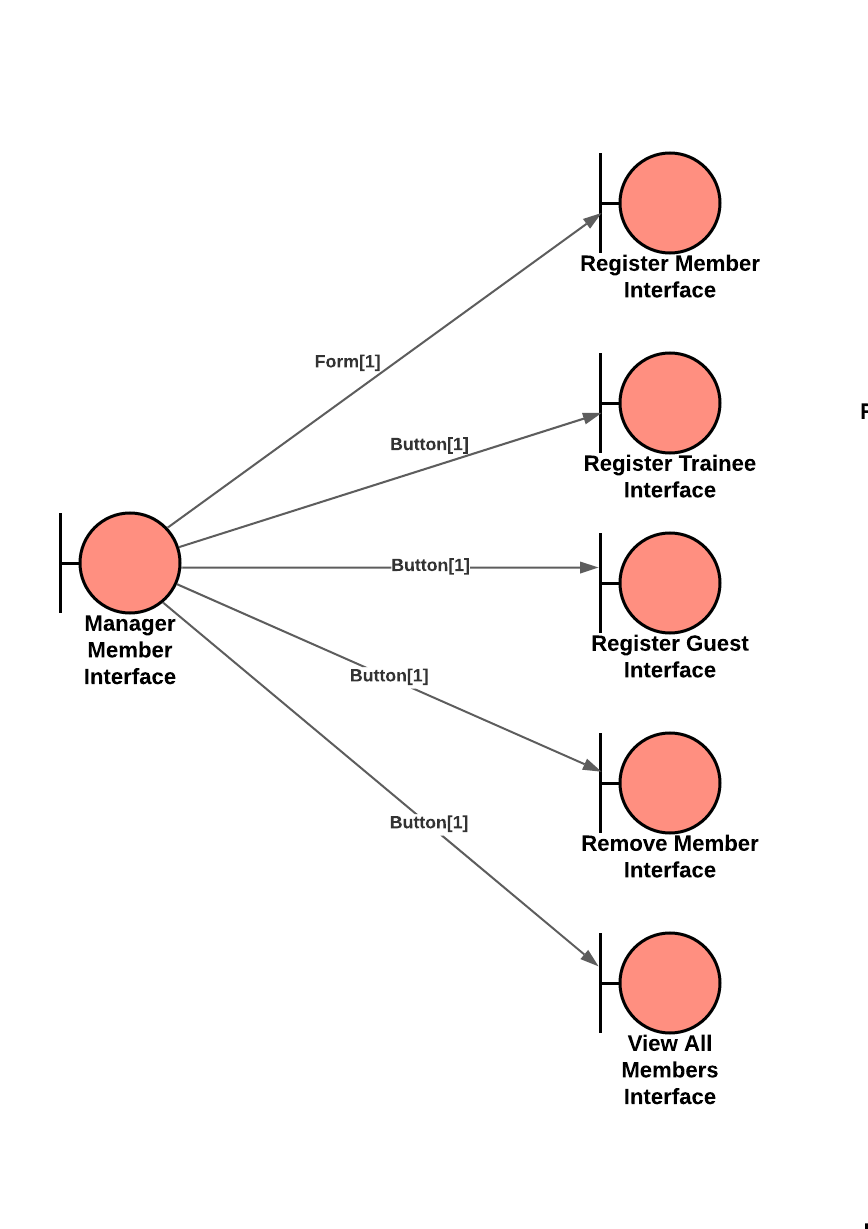 Register Member
Interface
Form[1]
Button[1]
Register Trainee
Interface
Button[1]
Manager
Member
Interface
Register Guest
Interface
Button[1]
Button[1]
Remove Member
Interface
View All
Members
Interface